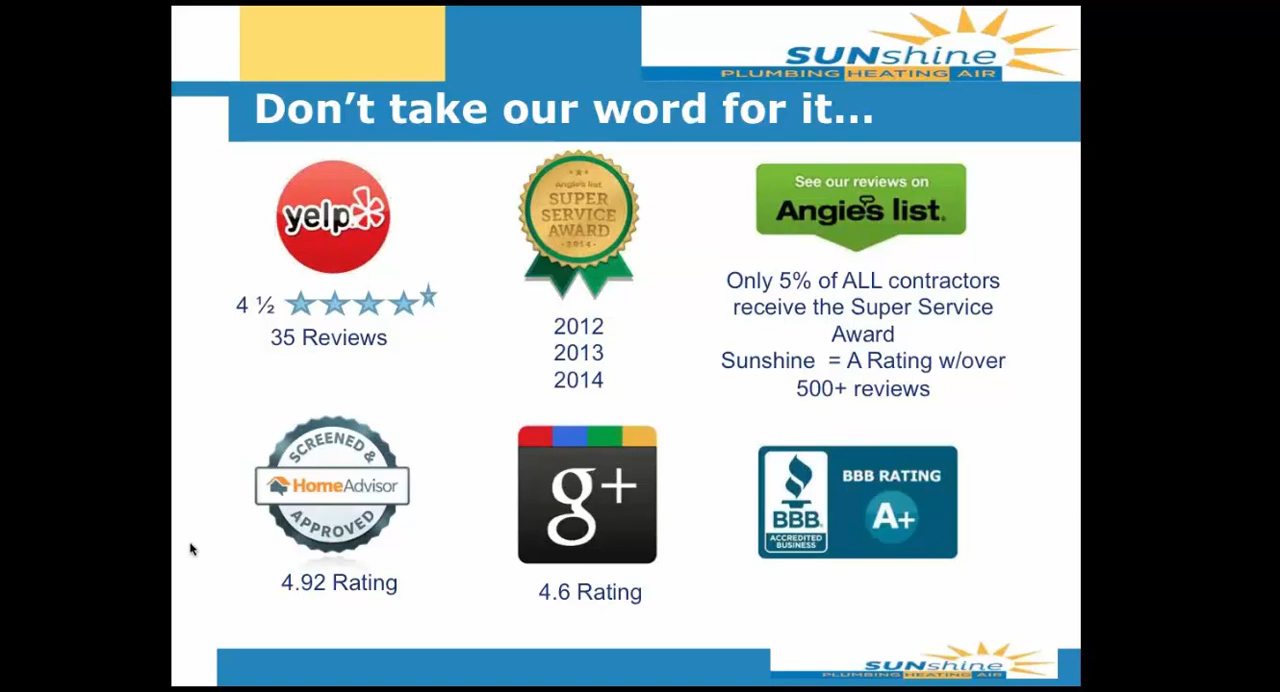 SUNshine
PLUMBING HEATING AIR
Don't take our word for it...
yelp
4 ½
35 Reviews
Angie's list
SUPER
SERVICE
AWARD
2014
2012
2013
2014
See our reviews on
Angie's list.
Only 5% of ALL contractors
receive the Super Service
Award
Sunshine = A Rating w/over
500+ reviews
SCREENED &
HomeAdvisor
APPROVED
4.92 Rating
g+
4.6 Rating
BBB.
ACCREDITED
BUSINESS
BBB RATING
A+
SUNshine
PLUMBING HEATING AIR